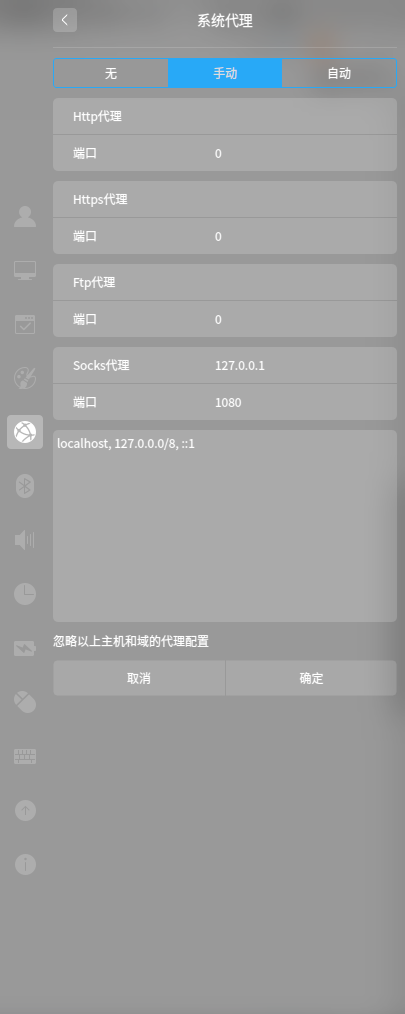 系统代理
无 手动 自动
Http代理
端口 0
Https代理
端口 0
Ftp代理
端口 0
Socks代理 127.0.0.1
端口 1080
localhost, 127.0.0.0/8, ::1
忽略以上主机和域的代理配置
取消 确定